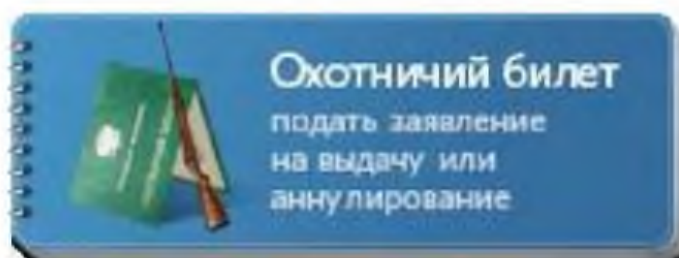 Охотничий билет
подать заявление
на выдачу или
аннулирование